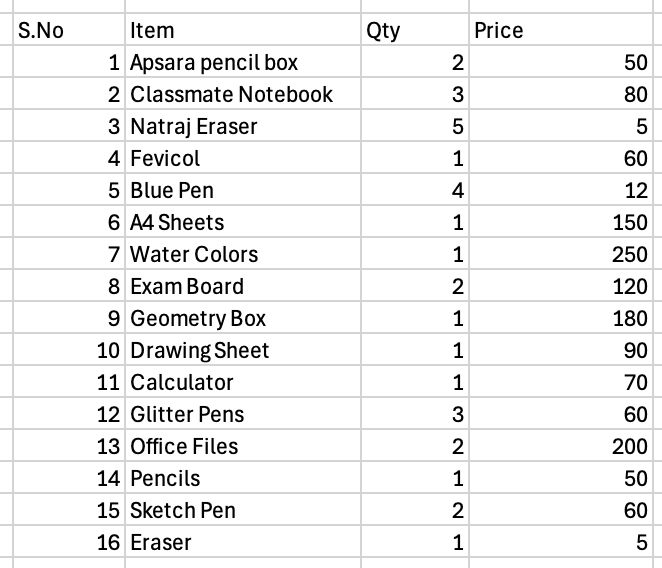 S.No Item Qty Price
1 Apsara pencil box 2 50
2 Classmate Notebook 3 80
3 Natraj Eraser 5 5
4 Fevicol 1 60
5 Blue Pen 4 12
6 A4 Sheets 1 150
7 Water Colors 1 250
8 Exam Board 2 120
9 Geometry Box 1 180
10 Drawing Sheet 1 90
11 Calculator 1 70
12 Glitter Pens 3 60
13 Office Files 2 200
14 Pencils 1 50
15 Sketch Pen 2 60
16 Eraser 1 5